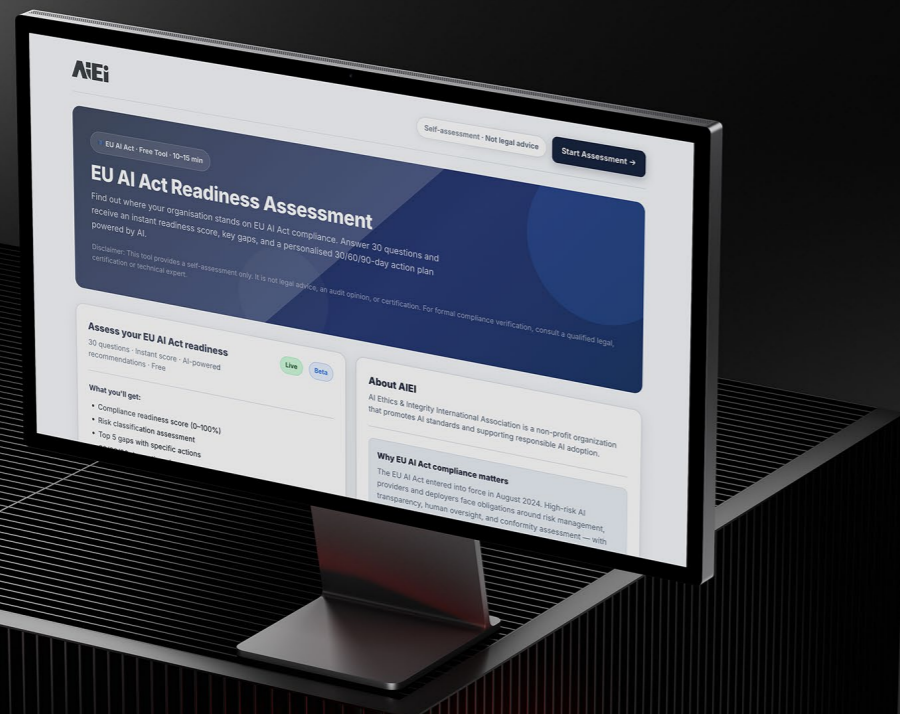 AiEi
Self-assessment · Not legal advice
Start Assessment →
EU AI Act · Free Tool · 10–15 min
EU AI Act Readiness Assessment
Find out where your organisation stands on EU AI Act compliance. Answer 30 questions and
receive an instant readiness score, key gaps, and a personalised 30/60/90-day action plan
powered by AI.
Disclaimer: This tool provides a self-assessment only. It is not legal advice, an audit opinion, or certification. For formal compliance verification, consult a qualified legal,
certification or technical expert.
Assess your EU AI Act readiness
30 questions · Instant score · AI-powered
recommendations · Free
Live
Beta
What you'll get:
• Compliance readiness score (0–100%)
• Risk classification assessment
• Top 5 gaps with specific actions
About AIEI
AI Ethics & Integrity International Association is a non-profit organization
that promotes AI standards and supporting responsible AI adoption.
Why EU AI Act compliance matters
The EU AI Act entered into force in August 2024. High-risk AI
providers and deployers face obligations around risk management,
transparency, human oversight, and conformity assessment — with